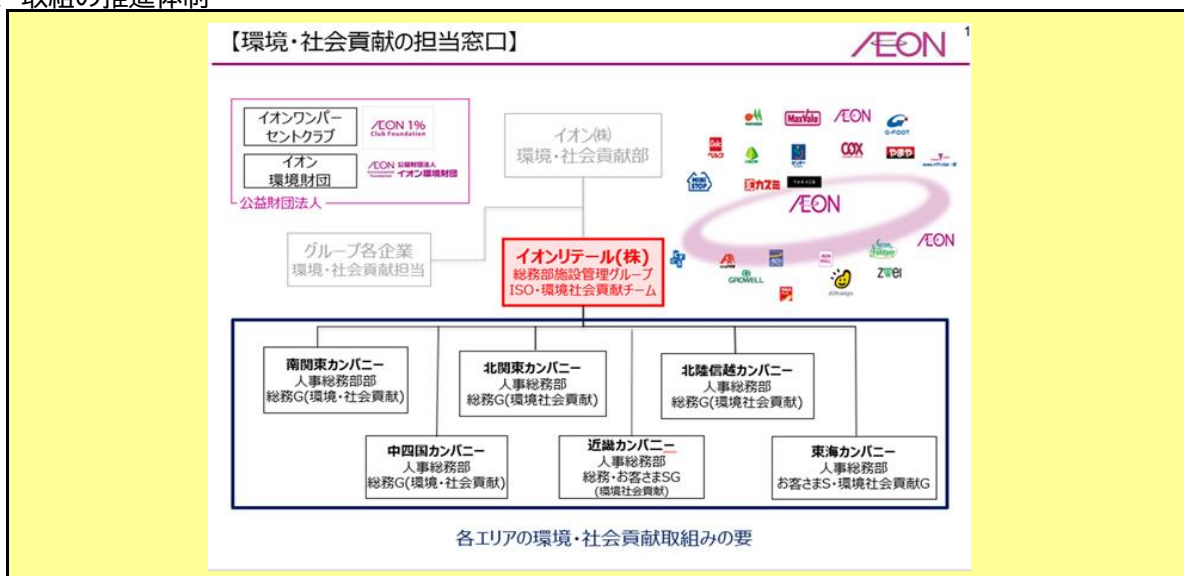 取組の推進体制
【環境・社会貢献の担当窓口】
ÆON
1
イオンワンパー
セントクラブ
ÆON 1%
Club Foundation
イオン
環境財団
ÆON 公益財団法人
イオン環境財団
公益財団法人
イオン㈱
環境・社会貢献部
グループ各企業
環境・社会貢献担当
イオンリテール(株)
総務部施設管理グループ
ISO・環境社会貢献チーム
MaxValu
ÆON
G-FOOT
ベルク
COX
やまや
MINI
STOP
カスミ
TAKAYA
ÆON
ÆON
GROWELL
zwei
南関東カンパニー
人事総務部部
総務G(環境・社会貢献)
北関東カンパニー
人事総務部
総務G(環境社会貢献)
北陸信越カンパニー
人事総務部
総務G(環境社会貢献)
中四国カンパニー
人事総務部
総務G(環境・社会貢献)
近畿カンパニー
人事総務部
総務・お客さまSG
(環境社会貢献)
東海カンパニー
人事総務部
お客さまS・環境社会貢献G
各エリアの環境・社会貢献取組みの要